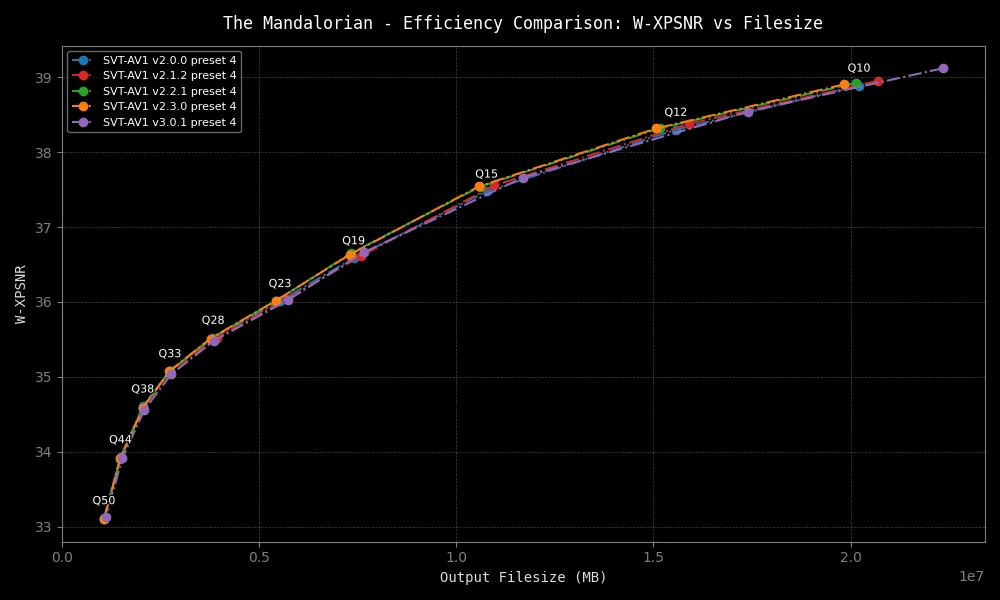 The Mandalorian - Efficiency Comparison: W-XPSNR vs Filesize
SVT-AV1 v2.0.0 preset 4
SVT-AV1 v2.1.2 preset 4
SVT-AV1 v2.2.1 preset 4
SVT-AV1 v2.3.0 preset 4
SVT-AV1 v3.0.1 preset 4
39
38
37
36
35
34
33
W-XPSNR
Q10
Q12
Q15
Q19
Q23
Q28
Q33
Q38
Q44
Q50
0.0
0.5
1.0
1.5
2.0
1e7
Output Filesize (MB)